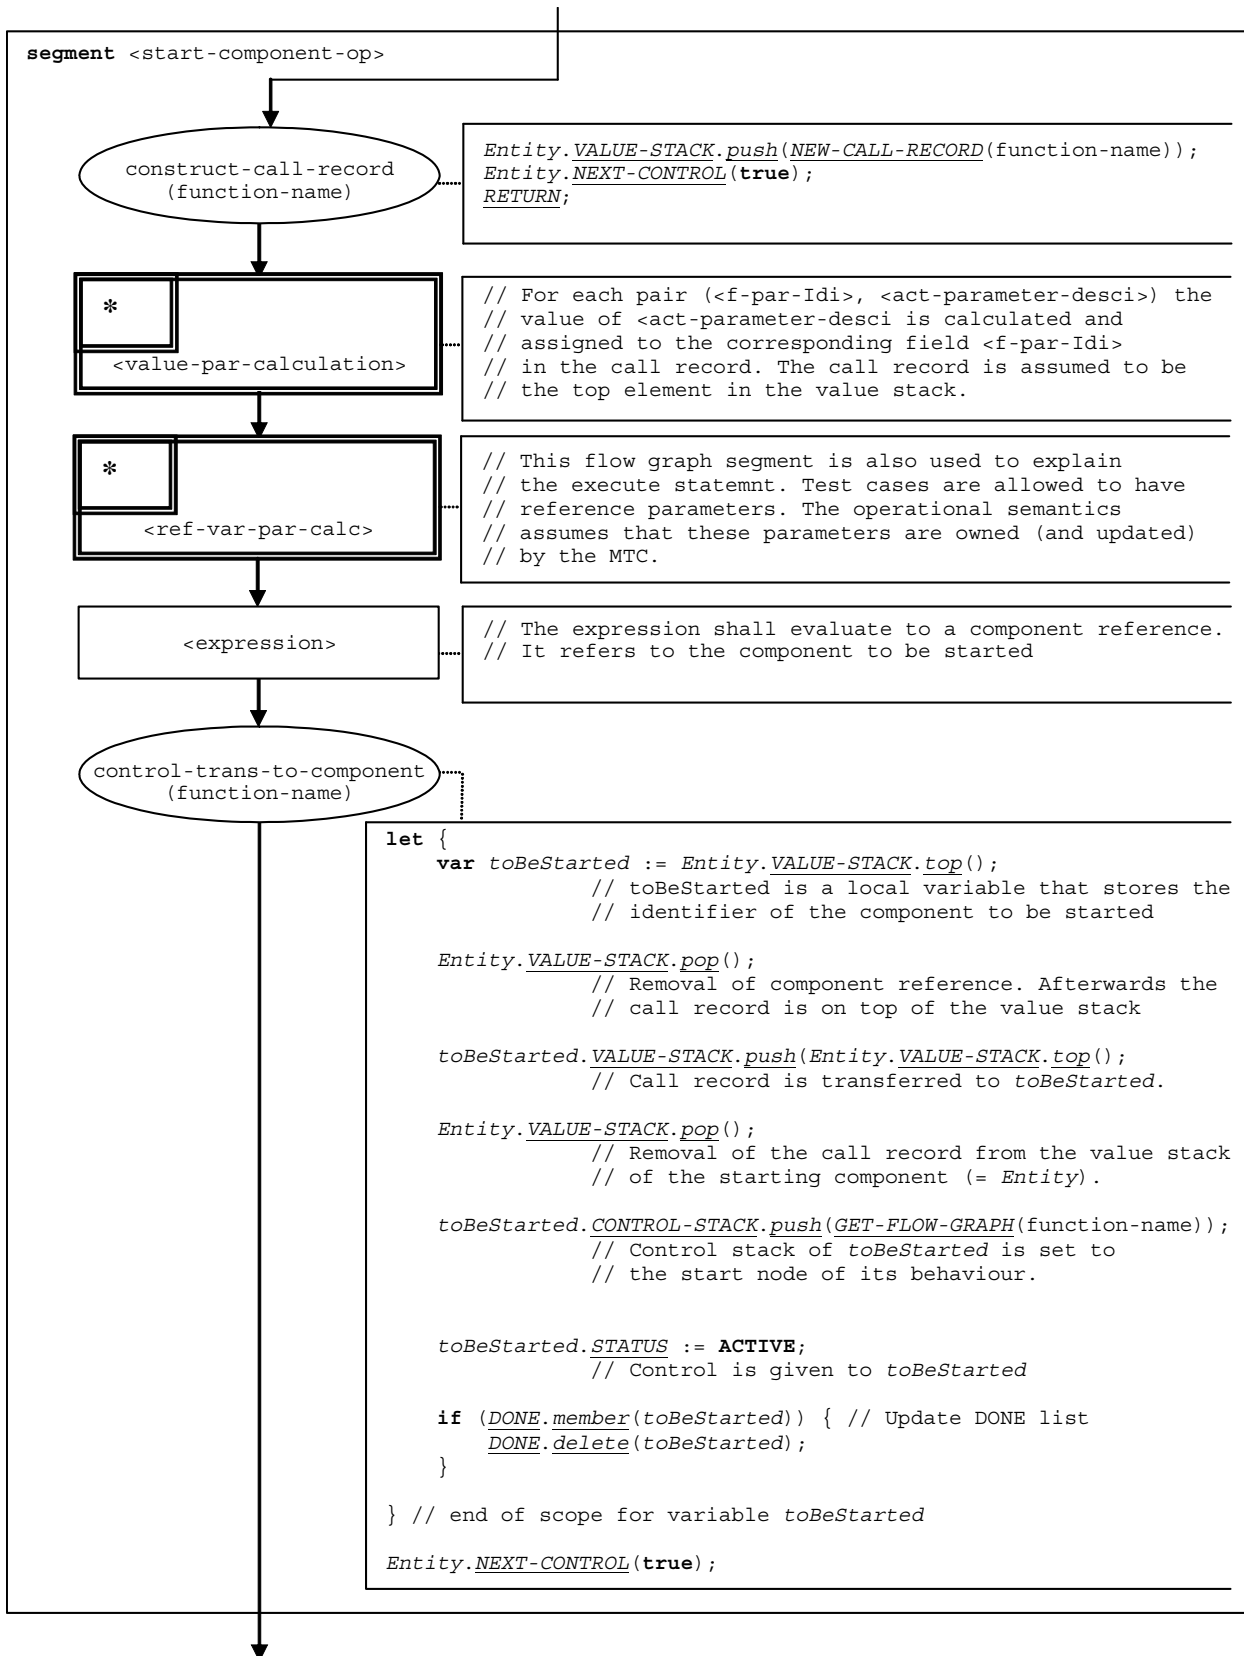 segment <start-component-op>
construct-call-record
(function-name)
Entity.VALUE-STACK.push(NEW-CALL-RECORD(function-name));
Entity.NEXT-CONTROL(true);
RETURN;
*
<value-par-calculation>
// For each pair (<f-par-Idi>, <act-parameter-desci>) the
// value of <act-parameter-desci is calculated and
// assigned to the corresponding field <f-par-Idi>
// in the call record. The call record is assumed to be
// the top element in the value stack.
*
<ref-var-par-calc>
// This flow graph segment is also used to explain
// the execute statemnt. Test cases are allowed to have
// reference parameters. The operational semantics
// assumes that these parameters are owned (and updated)
// by the MTC.
<expression>
// The expression shall evaluate to a component reference.
// It refers to the component to be started
control-trans-to-component
(function-name)
let {
var toBeStarted := Entity.VALUE-STACK.top();
// toBeStarted is a local variable that stores the
// identifier of the component to be started
Entity.VALUE-STACK.pop();
// Removal of component reference. Afterwards the
// call record is on top of the value stack
toBeStarted.VALUE-STACK.push(Entity.VALUE-STACK.top();
// Call record is transferred to toBeStarted.
Entity.VALUE-STACK.pop();
// Removal of the call record from the value stack
// of the starting component (= Entity).
toBeStarted.CONTROL-STACK.push(GET-FLOW-GRAPH(function-name));
// Control stack of toBeStarted is set to
// the start node of its behaviour.
toBeStarted.STATUS := ACTIVE;
// Control is given to toBeStarted
if (DONE.member(toBeStarted)) { // Update DONE list
DONE.delete(toBeStarted);
}
} // end of scope for variable toBeStarted
Entity.NEXT-CONTROL(true);